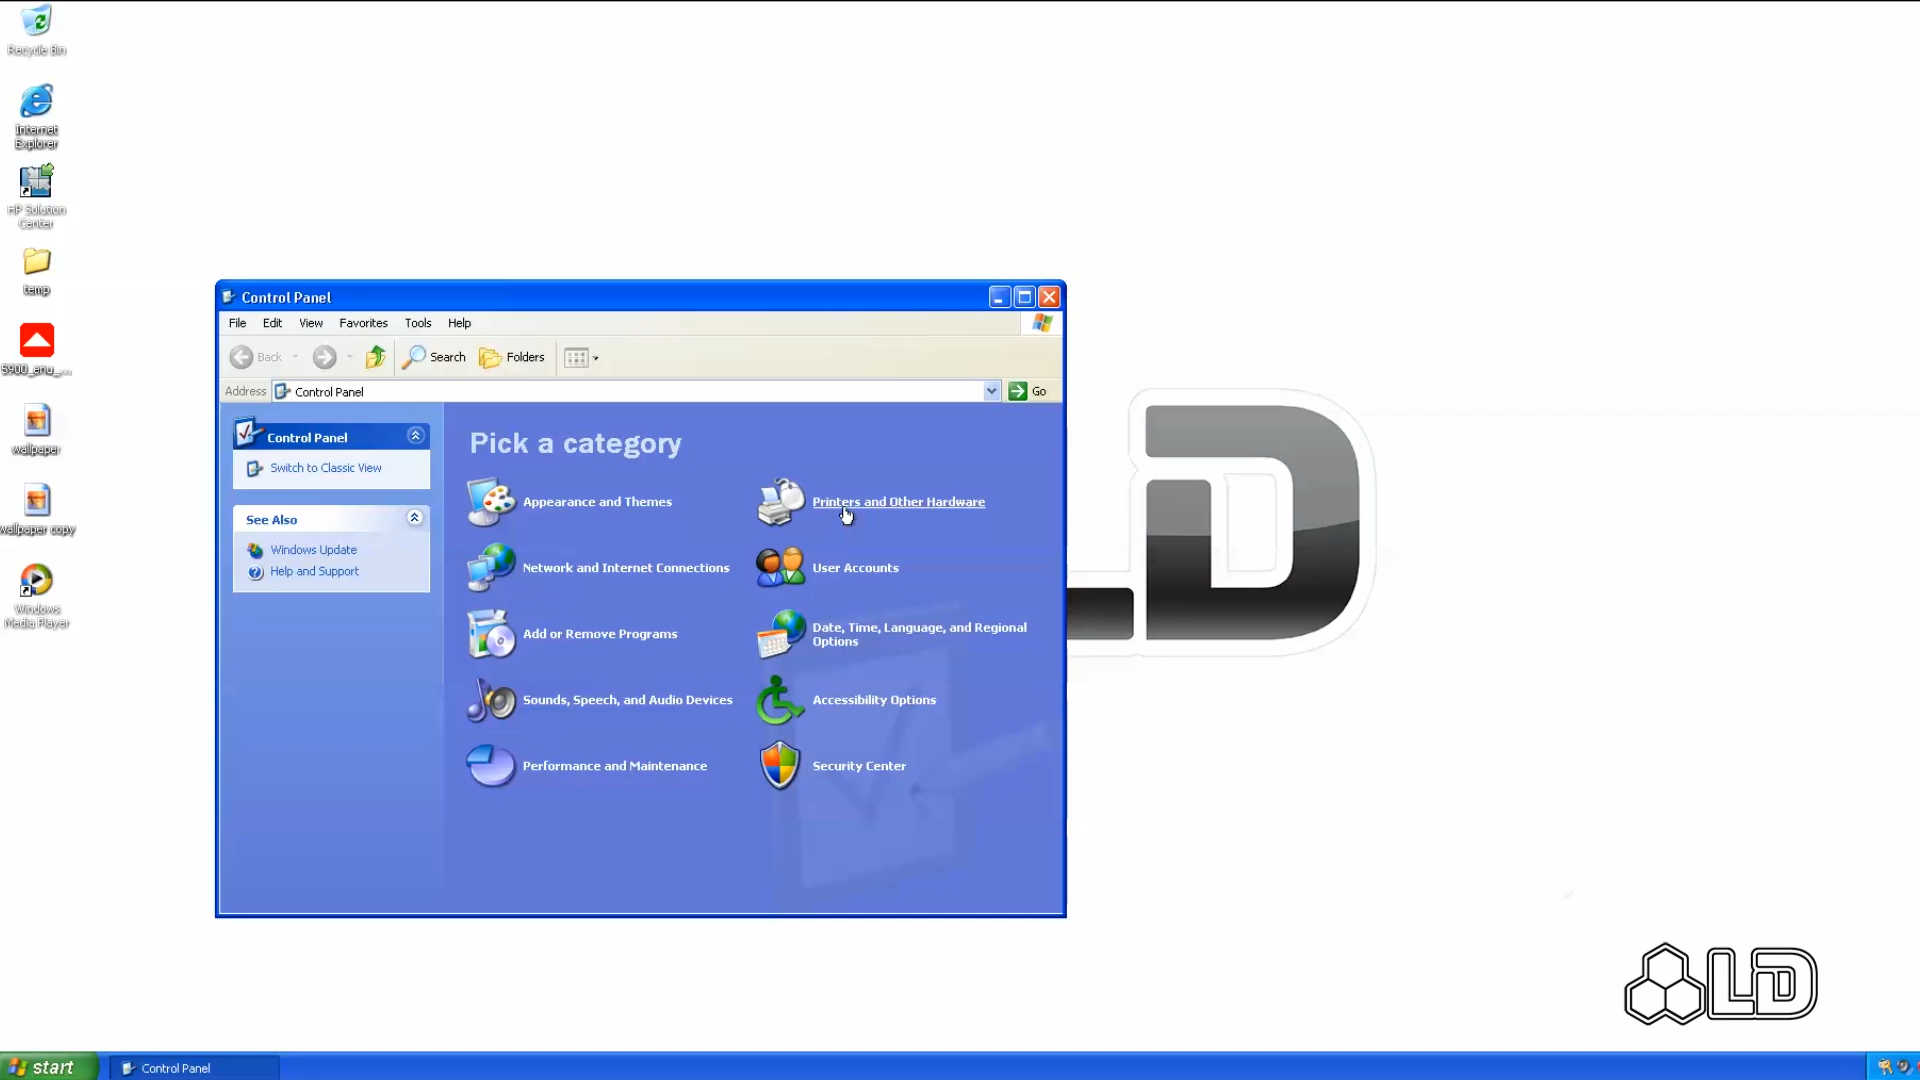 Recycle Bin
Internet
Explorer
HP Solution
Center
temp
5900_enu_...
wallpaper
wallpaper copy
Windows
Media Player
Control Panel
File Edit View Favorites Tools Help
Back Search Folders
Address Control Panel Go
Control Panel
Switch to Classic View
See Also
Windows Update
Help and Support
Pick a category
Appearance and Themes
Printers and Other Hardware
Network and Internet Connections
User Accounts
Add or Remove Programs
Date, Time, Language, and Regional
Options
Sounds, Speech, and Audio Devices
Accessibility Options
Performance and Maintenance
Security Center
LD
LD
start
Control Panel